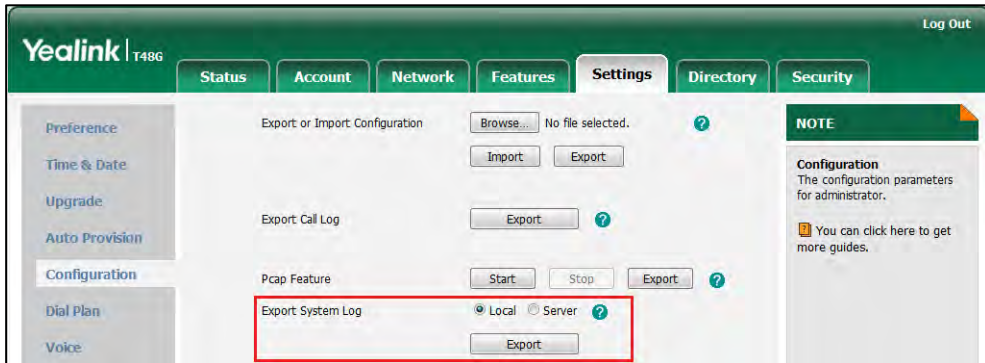 Log Out
Yealink T48G
Status Account Network Features Settings Directory Security
Preference
Time & Date
Upgrade
Auto Provision
Configuration
Dial Plan
Voice
Export or Import Configuration Browse... No file selected. ?
Import Export
Export Call Log Export ?
Pcap Feature Start Stop Export ?
Export System Log Local Server ?
Export
NOTE
Configuration
The configuration parameters
for administrator.
? You can click here to get
more guides.